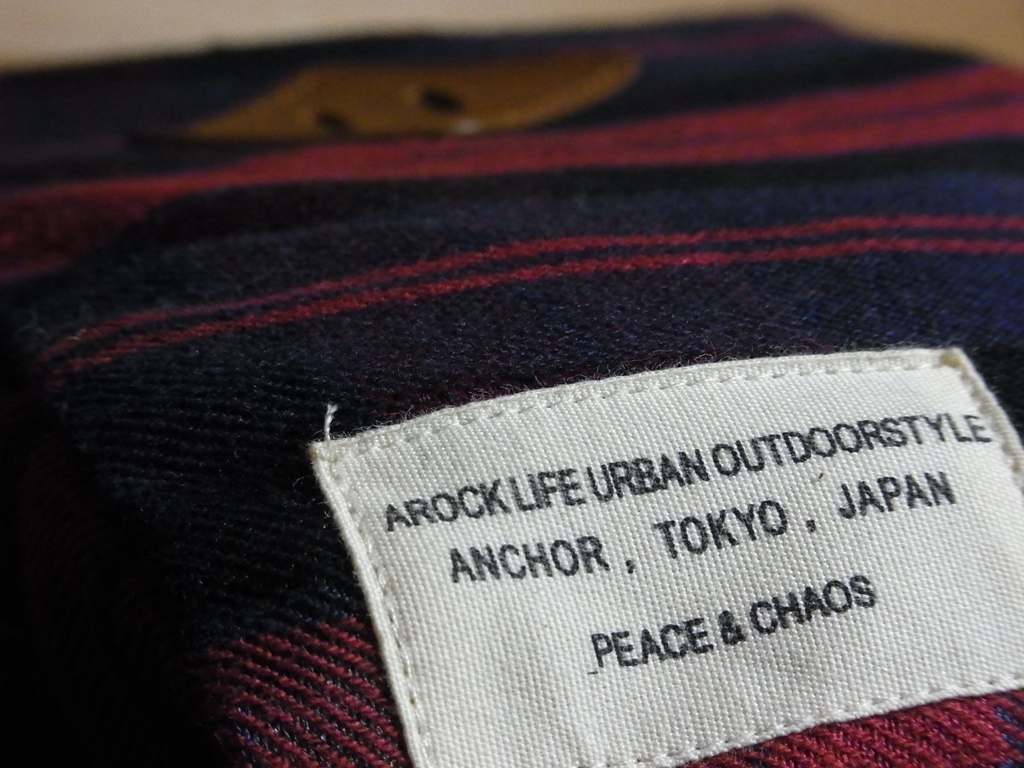 AROCK LIFE URBAN OUTDOORSTYLE
ANCHOR , TOKYO , JAPAN
PEACE & CHAOS